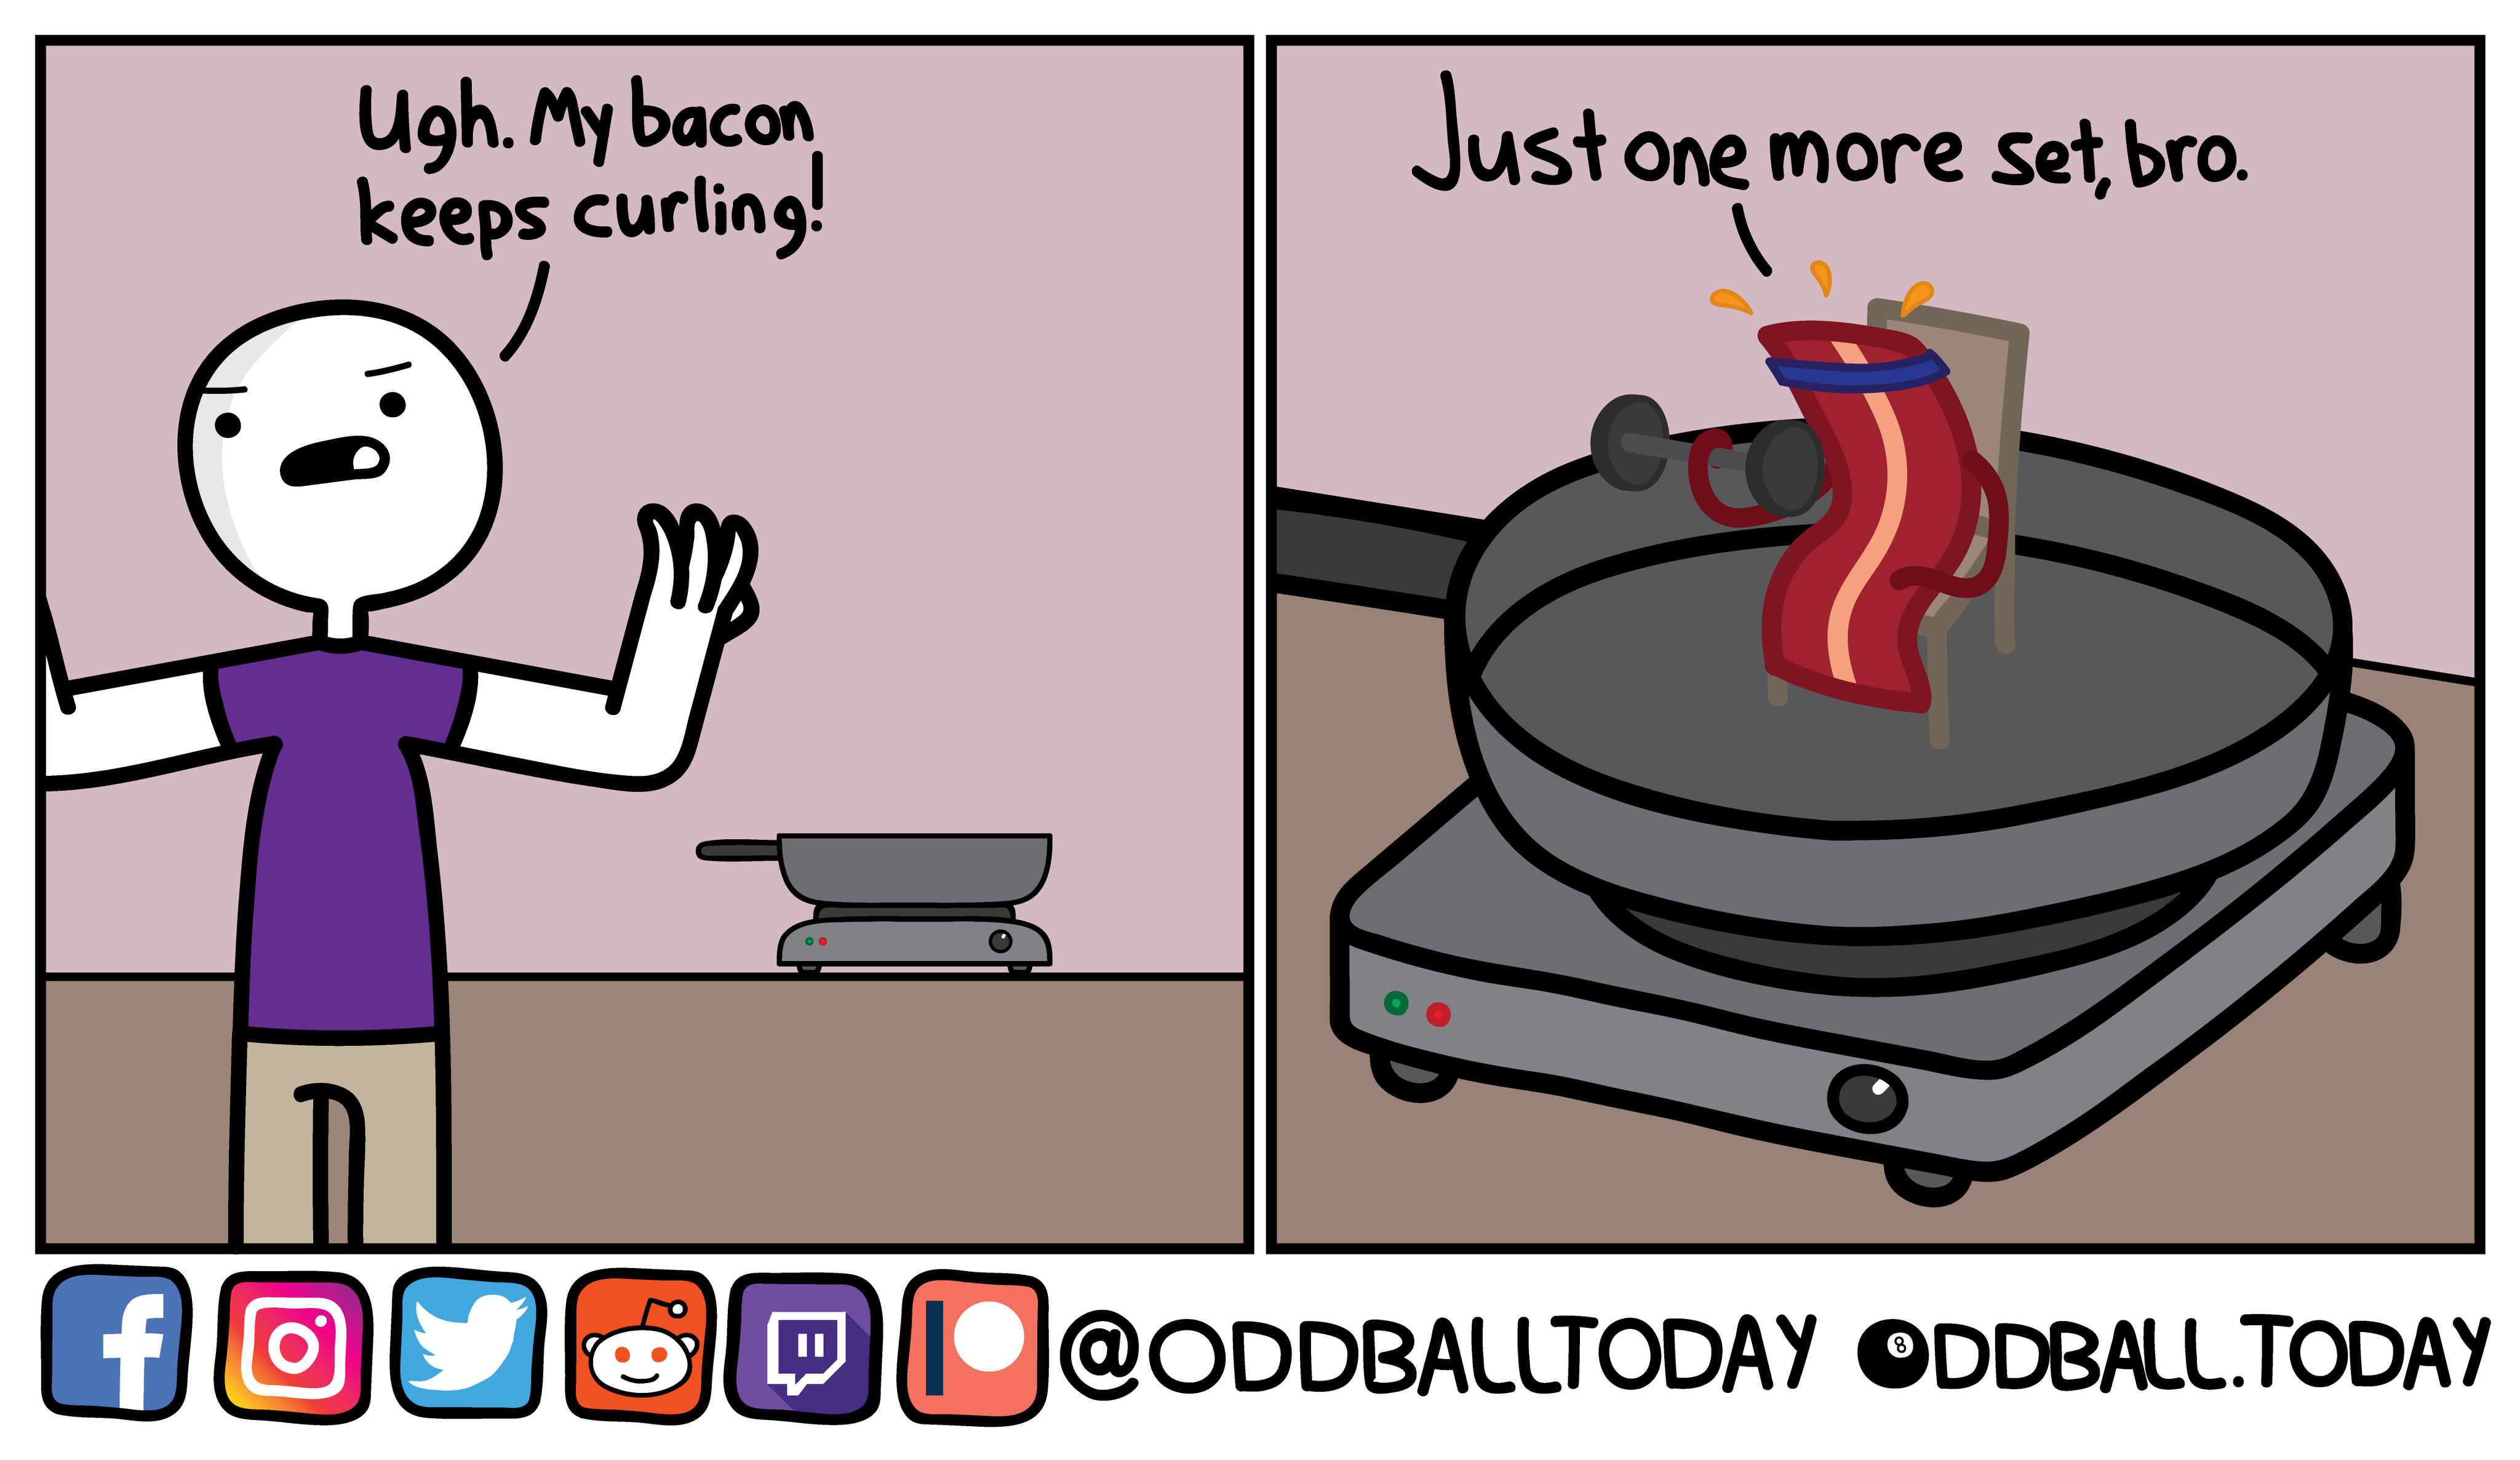 Ugh. My bacon
keeps curling!
Just one more set, bro.
@ODDBALLTODAY ODDBALL.TODAY